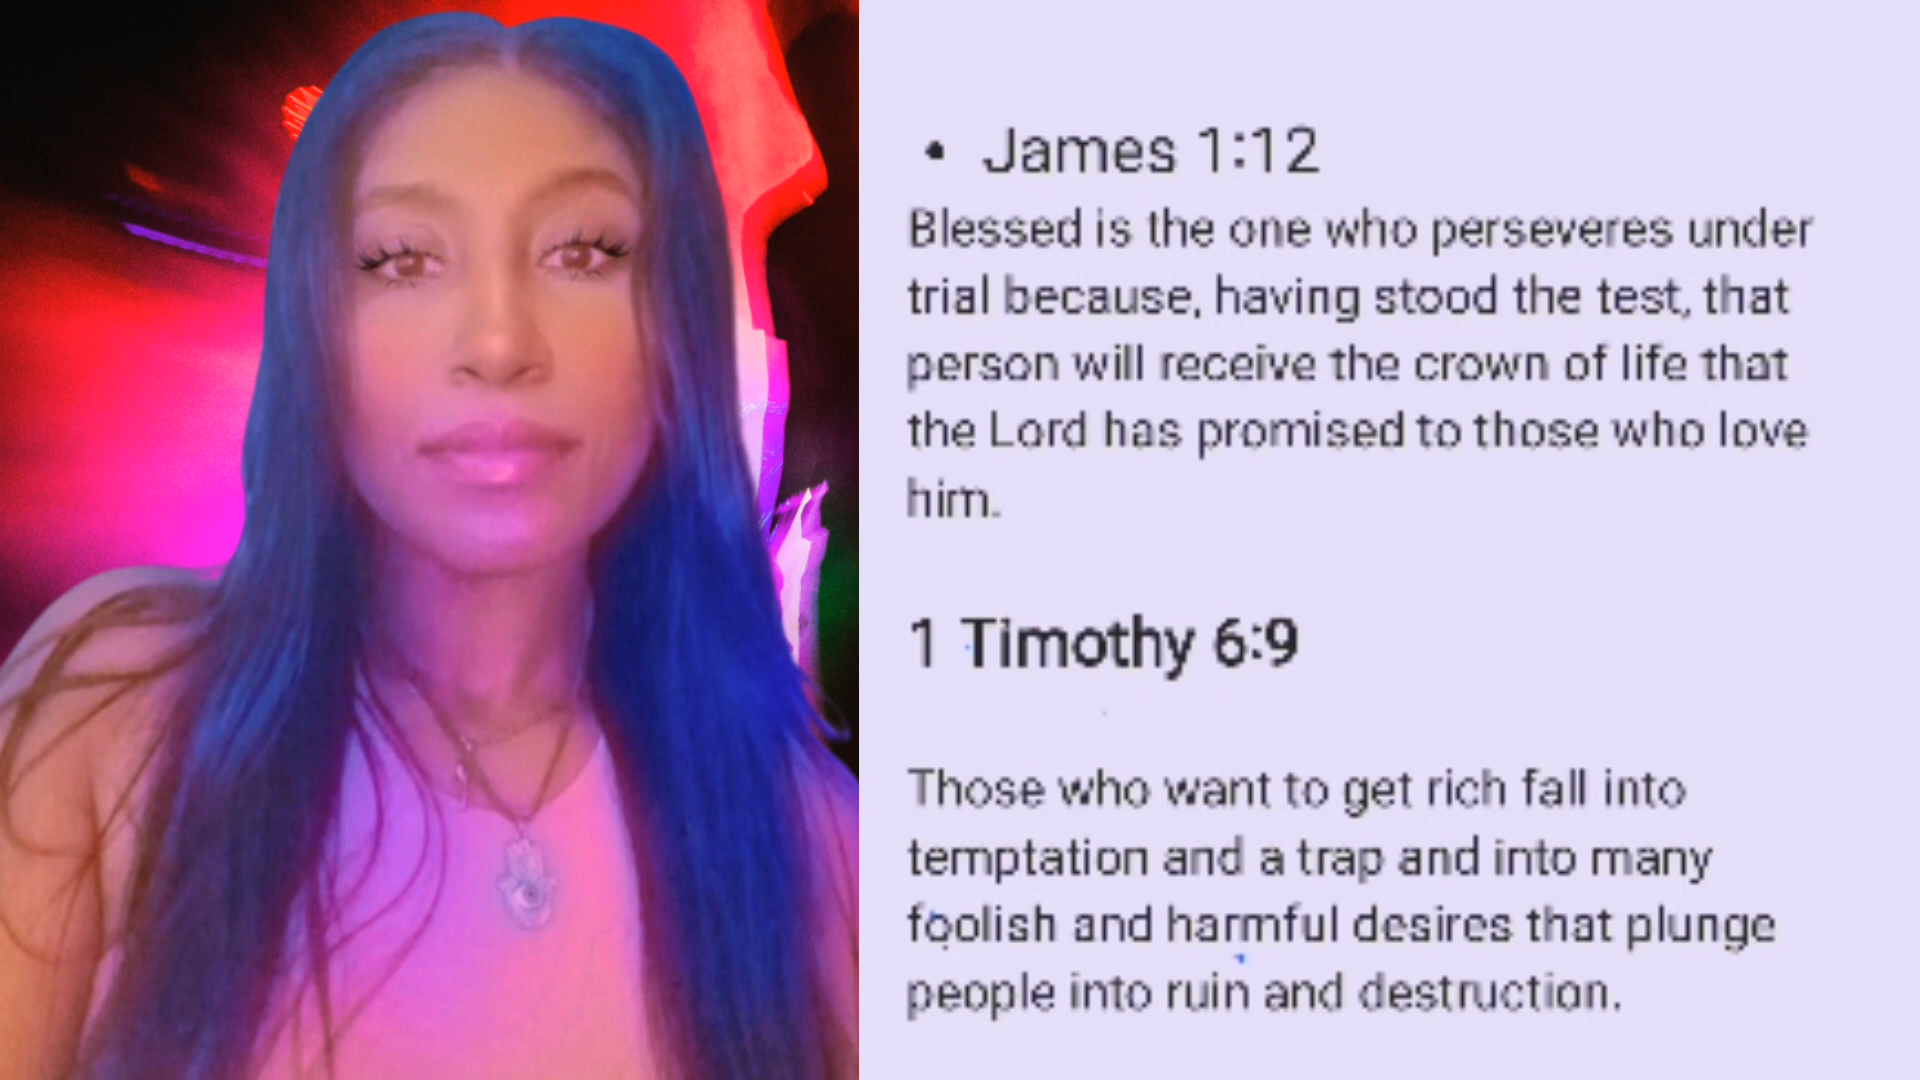 • James 1:12
Blessed is the one who perseveres under
trial because, having stood the test, that
person will receive the crown of life that
the Lord has promised to those who love
him.
1 Timothy 6:9
Those who want to get rich fall into
temptation and a trap and into many
foolish and harmful desires that plunge
people into ruin and destruction.